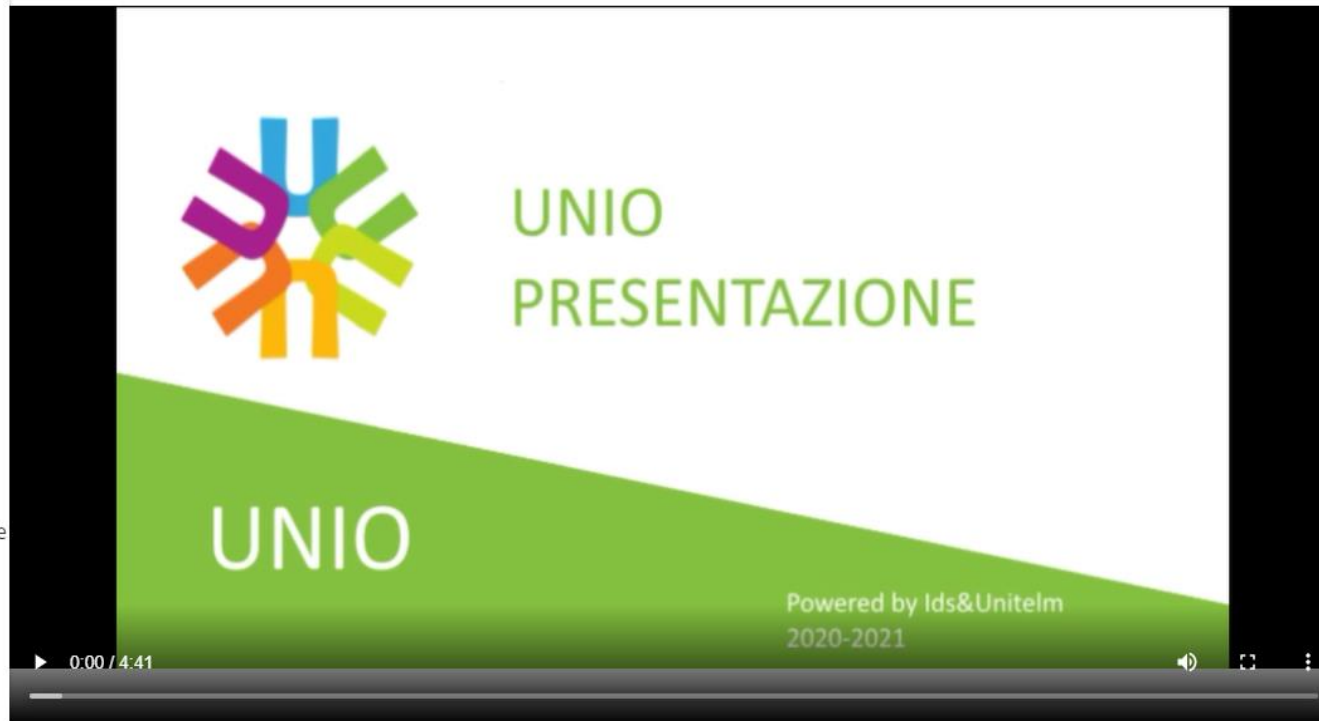 UNIO
PRESENTAZIONE
UNIO
Powered by Ids&Unitelm
2020-2021
0:00 / 4:41
e